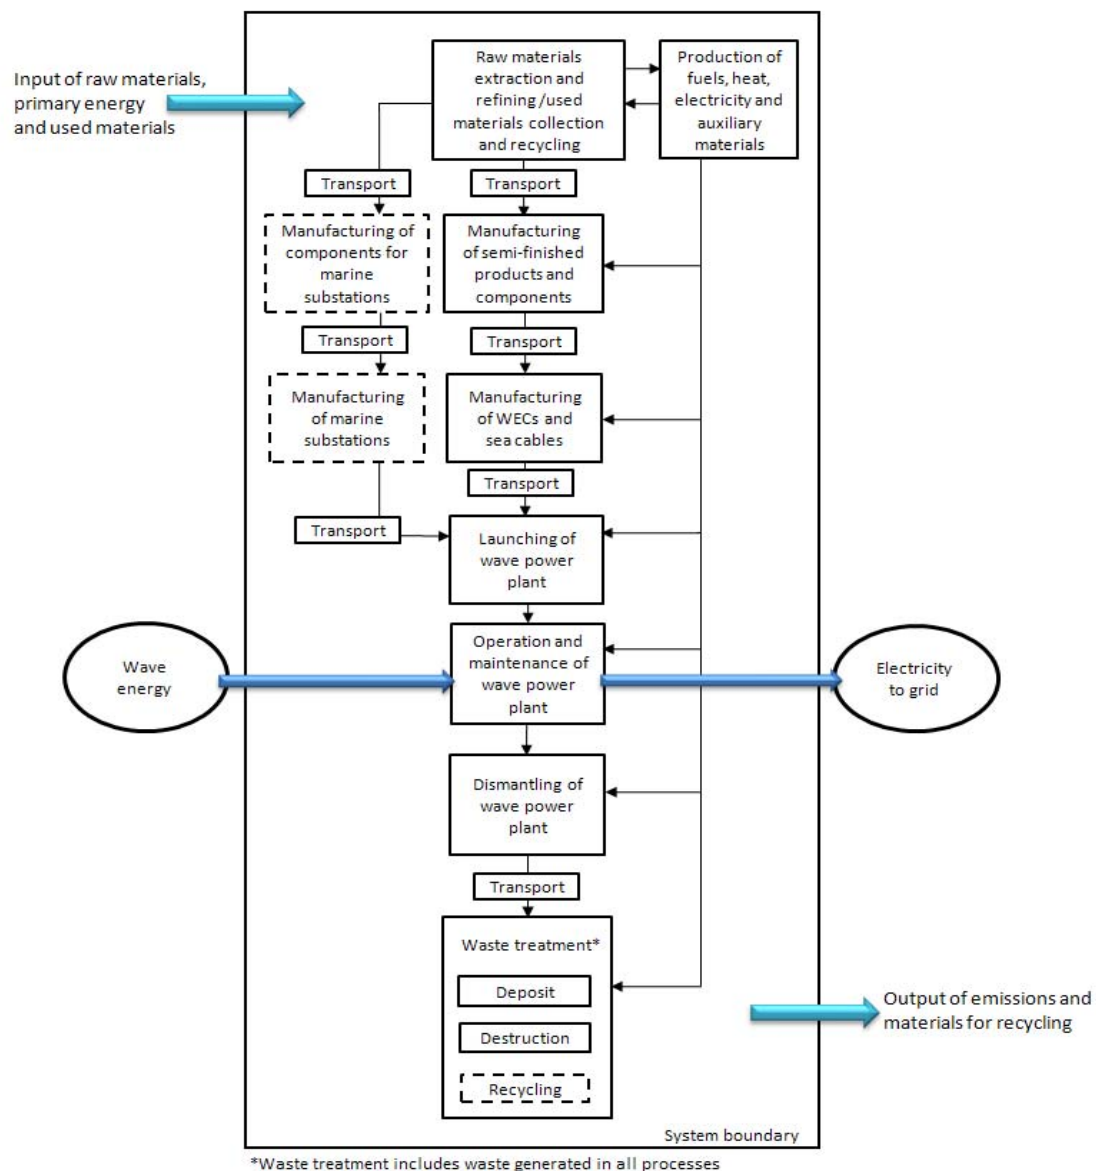 Input of raw materials,
primary energy
and used materials
Raw materials
extraction and
refining /used
materials collection
and recycling
Production of
fuels, heat,
electricity and
auxiliary
materials
Transport
Transport
Manufacturing of
components for
marine
substations
Manufacturing
of semi-finished
products and
components
Transport
Transport
Manufacturing
of marine
substations
Manufacturing
of WECs and
sea cables
Transport
Transport
Launching of
wave power
plant
Wave
energy
Operation and
maintenance of
wave power
plant
Electricity
to grid
Dismantling of
wave power
plant
Transport
Waste treatment*
Deposit
Destruction
Recycling
Output of emissions and
materials for recycling
System boundary
*Waste treatment includes waste generated in all processes